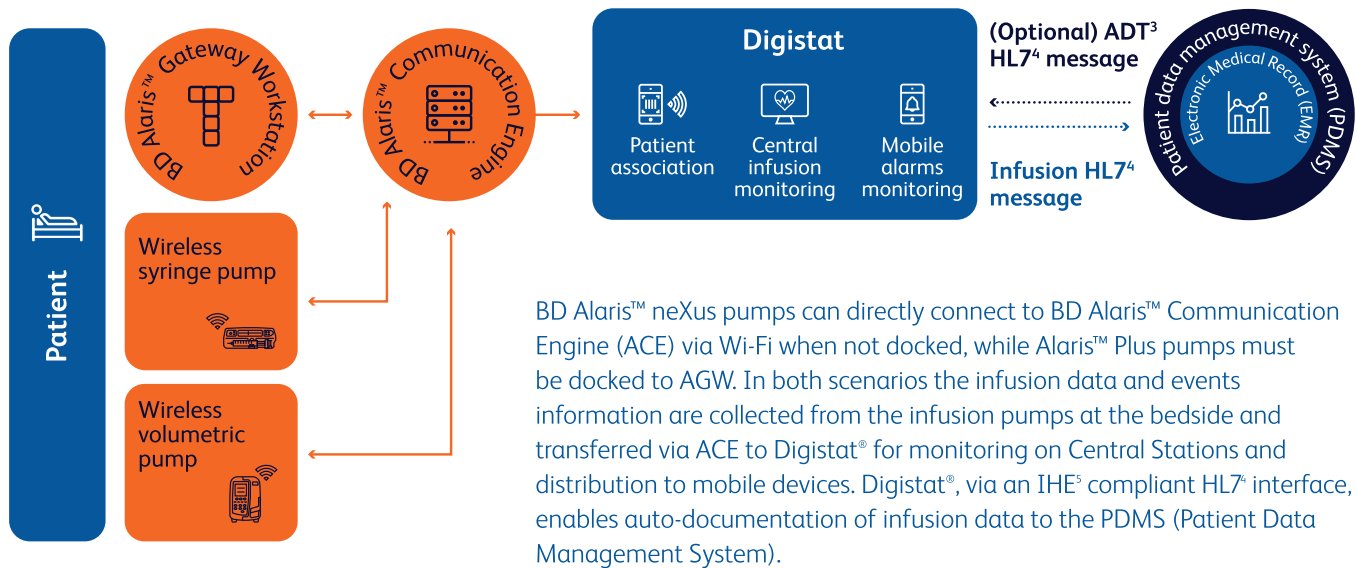 Patient
BD Alaris™ Gateway Workstation
BD Alaris™ Communication Engine
Wireless
syringe pump
Wireless
volumetric
pump
Digistat
Patient
association
Central
infusion
monitoring
Mobile
alarms
monitoring
(Optional) ADT³
HL7⁴ message
Infusion HL7⁴
message
Patient data management system (PDMS)
Electronic Medical Record (EMR)
BD Alaris™ neXus pumps can directly connect to BD Alaris™ Communication
Engine (ACE) via Wi-Fi when not docked, while Alaris™ Plus pumps must
be docked to AGW. In both scenarios the infusion data and events
information are collected from the infusion pumps at the bedside and
transferred via ACE to Digistat® for monitoring on Central Stations and
distribution to mobile devices. Digistat®, via an IHE⁵ compliant HL7⁴ interface,
enables auto-documentation of infusion data to the PDMS (Patient Data
Management System).